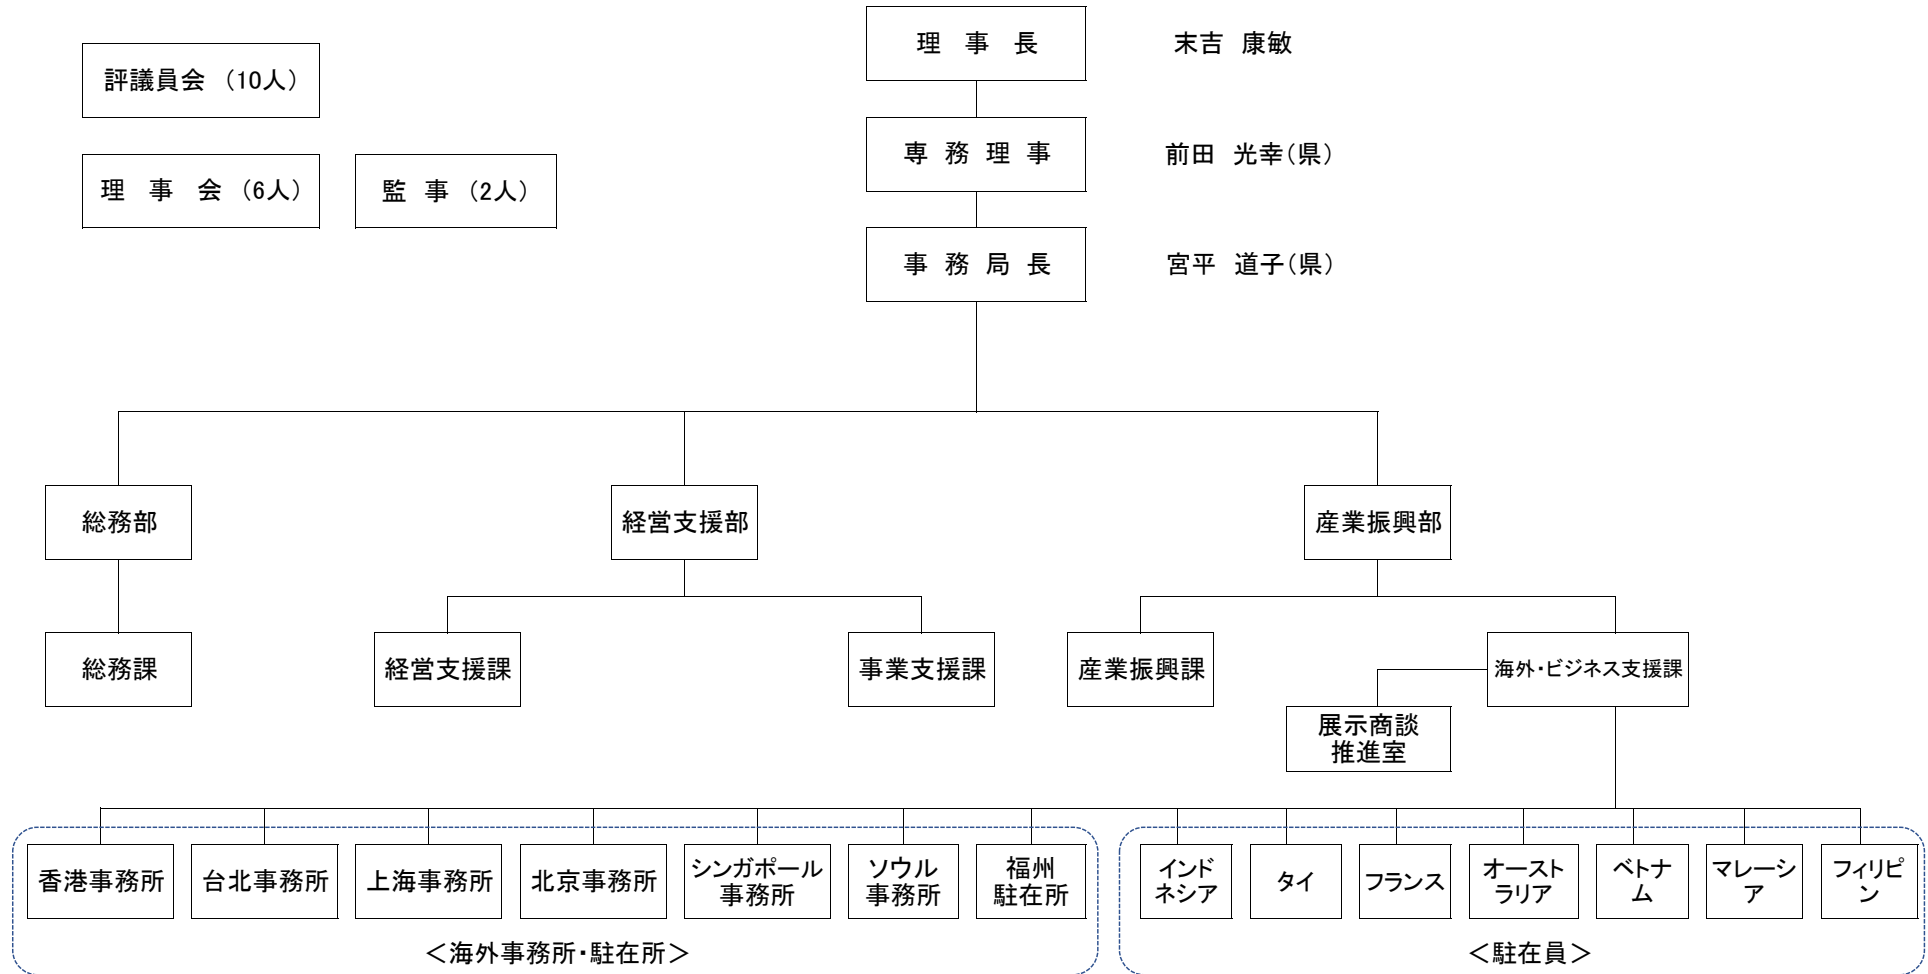 理　事　長
末吉　康敏
評議員会 （10人）
専 務 理 事
前田　光幸（県）
理　事　会 （6人）
監　事 （2人）
事 務 局 長
宮平　道子（県）
総務部
経営支援部
産業振興部
総務課
経営支援課
事業支援課
産業振興課
海外・ビジネス支援課
展示商談
推進室
香港事務所
台北事務所
上海事務所
北京事務所
シンガポール
事務所
ソウル
事務所
福州
駐在所
インド
ネシア
タイ
フランス
オースト
ラリア
ベトナ
ム
マレーシ
ア
フィリピ
ン
＜海外事務所・駐在所＞
＜駐在員＞